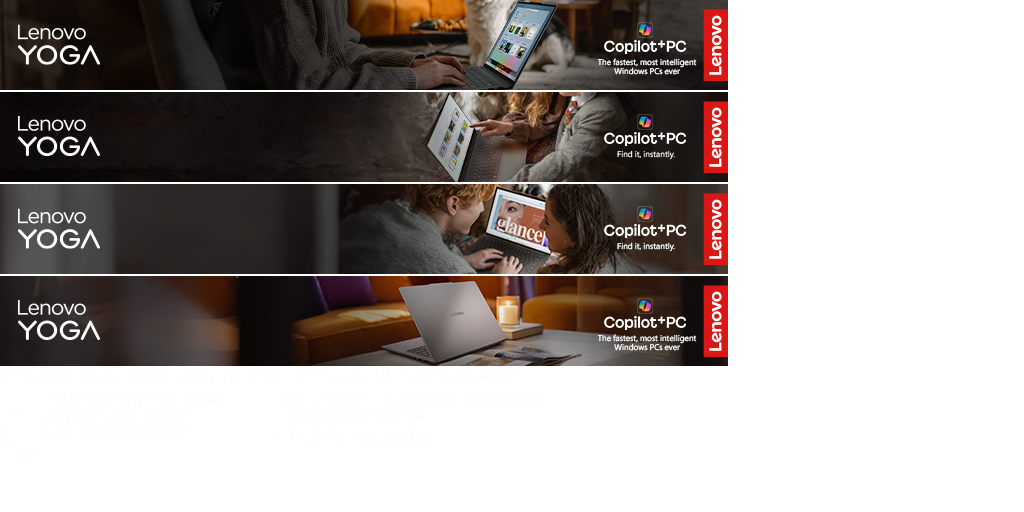 Lenovo
YOGA
Copilot+PC
The fastest, most intelligent
Windows PCs ever
Lenovo
Lenovo
YOGA
Copilot+PC
Find it, instantly.
Lenovo
Lenovo
YOGA
glance
Copilot+PC
Find it, instantly.
Lenovo
Lenovo
YOGA
Copilot+PC
The fastest, most intelligent
Windows PCs ever
Lenovo